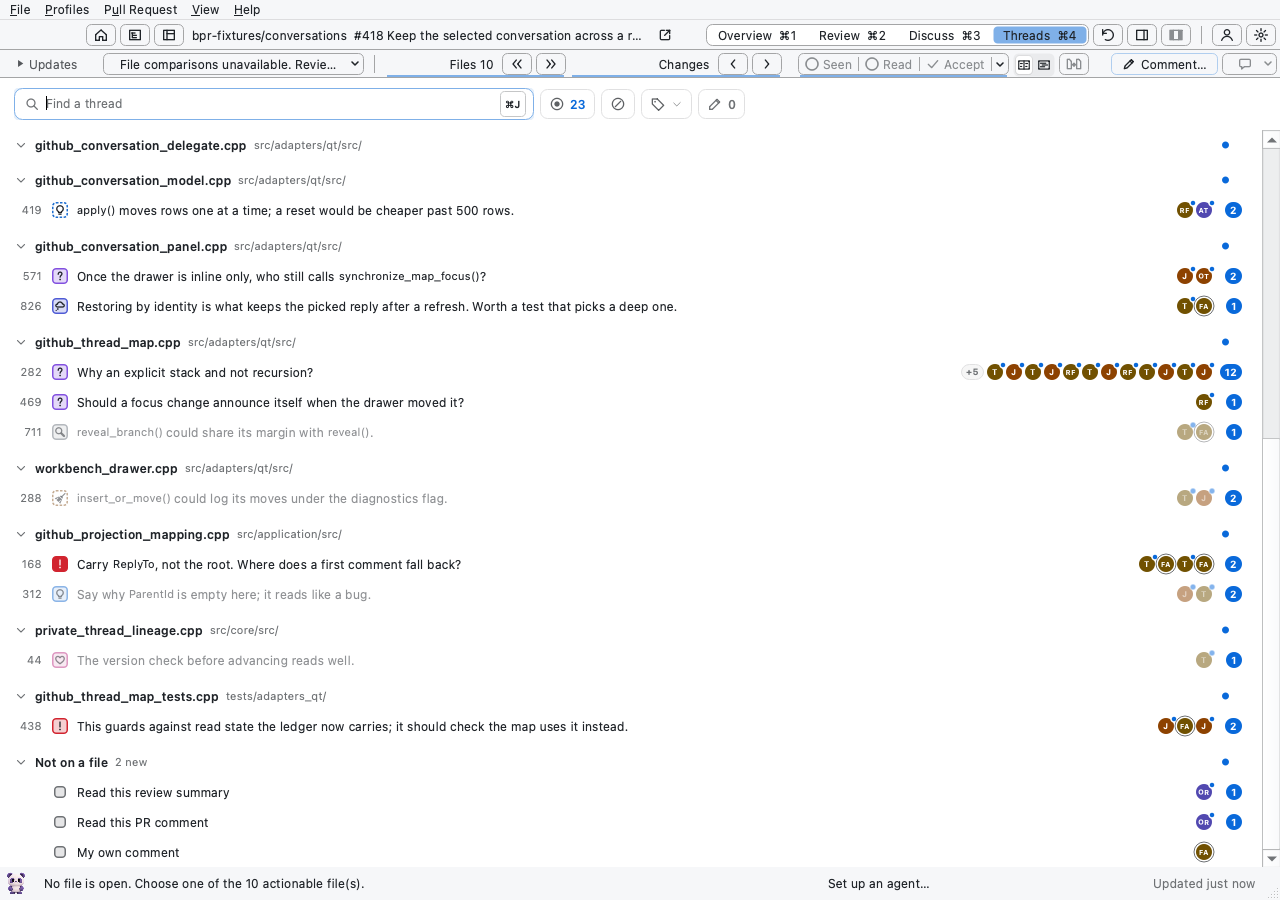 File Profiles Pull Request View Help
bpr-fixtures/conversations #418 Keep the selected conversation across a r... Overview ⌘1 Review ⌘2 Discuss ⌘3 Threads ⌘4
Updates File comparisons unavailable. Revie... Files 10 Changes Seen Read Accept Comment...
Find a thread ⌘J 23 0
github_conversation_delegate.cpp src/adapters/qt/src/
github_conversation_model.cpp src/adapters/qt/src/
419 apply() moves rows one at a time; a reset would be cheaper past 500 rows. RF AT 2
github_conversation_panel.cpp src/adapters/qt/src/
571 ? Once the drawer is inline only, who still calls synchronize_map_focus()? J OT 2
826 Restoring by identity is what keeps the picked reply after a refresh. Worth a test that picks a deep one. T FA 1
github_thread_map.cpp src/adapters/qt/src/
282 ? Why an explicit stack and not recursion? +5 T J T J RF T J RF T J T J 12
469 ? Should a focus change announce itself when the drawer moved it? RF 1
711 reveal_branch() could share its margin with reveal(). T FA 1
workbench_drawer.cpp src/adapters/qt/src/
288 insert_or_move() could log its moves under the diagnostics flag. T J 2
github_projection_mapping.cpp src/application/src/
168 ! Carry ReplyTo, not the root. Where does a first comment fall back? T FA T FA 2
312 Say why ParentId is empty here; it reads like a bug. J T 2
private_thread_lineage.cpp src/core/src/
44 The version check before advancing reads well. T 1
github_thread_map_tests.cpp tests/adapters_qt/
438 ! This guards against read state the ledger now carries; it should check the map uses it instead. J FA J 2
Not on a file 2 new
Read this review summary OR 1
Read this PR comment OR 1
My own comment FA
No file is open. Choose one of the 10 actionable file(s). Set up an agent... Updated just now